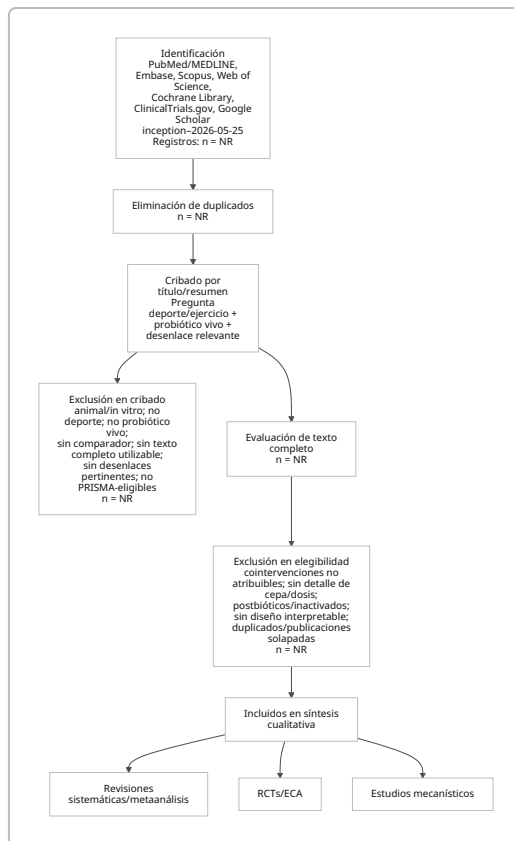 Identificación
PubMed/MEDLINE,
Embase, Scopus, Web of
Science,
Cochrane Library,
ClinicalTrials.gov, Google
Scholar
inception–2026-05-25
Registros: n = NR
Eliminación de duplicados
n = NR
Cribado por
título/resumen
Pregunta
deporte/ejercicio +
probiótico vivo +
desenlace relevante
Exclusión en cribado
animal/in vitro; no
deporte; no probiótico
vivo;
sin comparador; sin texto
completo utilizable;
sin desenlaces
pertinentes; no
PRISMA-eligibles
n = NR
Evaluación de texto
completo
n = NR
Exclusión en elegibilidad
cointervenciones no
atribuibles; sin detalle de
cepa/dosis;
postbióticos/inactivados;
sin diseño interpretable;
duplicados/publicaciones
solapadas
n = NR
Incluidos en síntesis
cualitativa
Revisiones
sistemáticas/metaanálisis
RCTs/ECA
Estudios mecanísticos